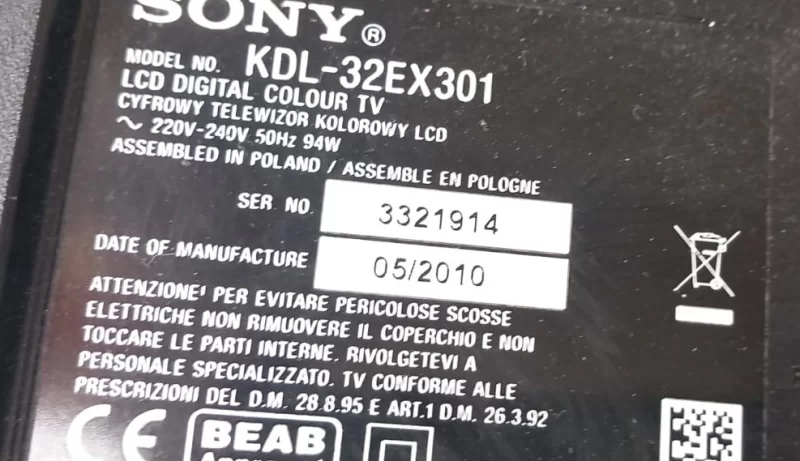 SONY®
MODEL NO. KDL-32EX301
LCD DIGITAL COLOUR TV
CYFROWY TELEWIZOR KOLOROWY LCD
~ 220V-240V 50Hz 94W
ASSEMBLED IN POLAND / ASSEMBLE EN POLOGNE
SER NO. 3321914
DATE OF MANUFACTURE 05/2010
ATTENZIONE! PER EVITARE PERICOLOSE SCOSSE
ELETTRICHE NON RIMUOVERE IL COPERCHIO E NON
TOCCARE LE PARTI INTERNE. RIVOLGETEVI A
PERSONALE SPECIALIZZATO. TV CONFORME ALLE
PRESCRIZIONI DEL D.M. 28.8.95 E ART.1 D.M. 26.3.92
CE BEAB